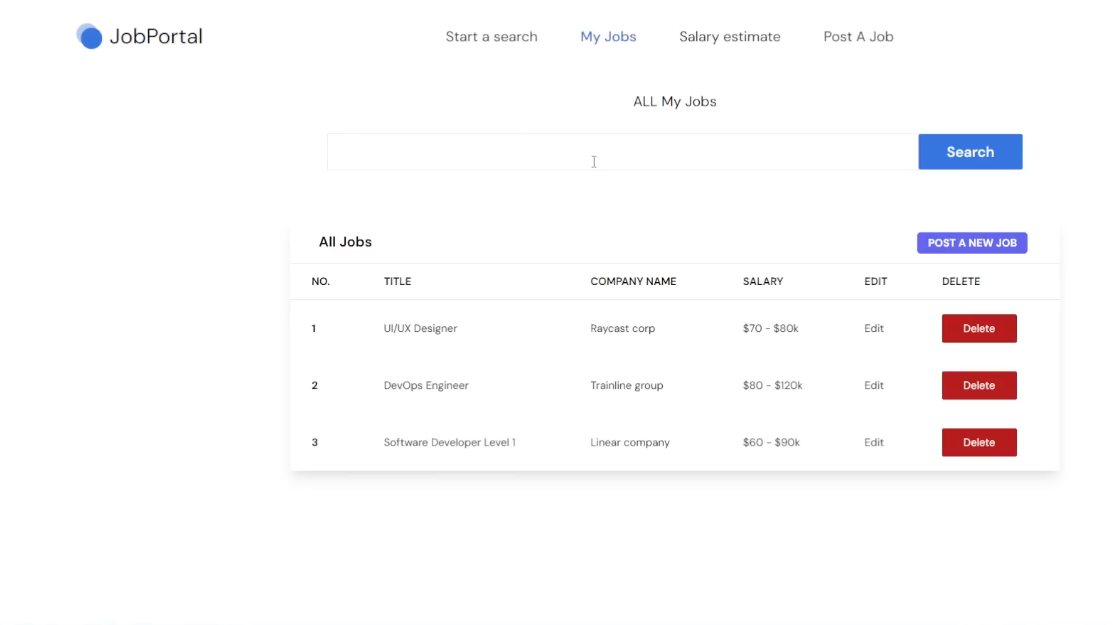 JobPortal Start a search My Jobs Salary estimate Post A Job
ALL My Jobs
Search
All Jobs POST A NEW JOB
NO. TITLE COMPANY NAME SALARY EDIT DELETE
1 UI/UX Designer Raycast corp $70 - $80k Edit Delete
2 DevOps Engineer Trainline group $80 - $120k Edit Delete
3 Software Developer Level 1 Linear company $60 - $90k Edit Delete